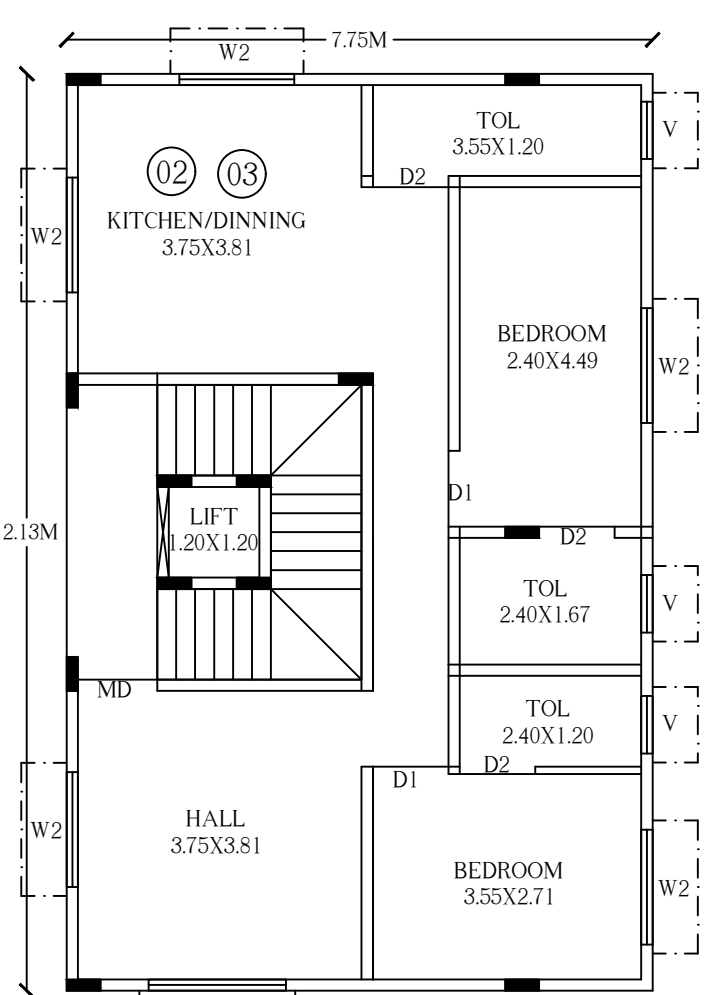 7.75M
W2
TOL
3.55X1.20
V
02 03
D2
KITCHEN/DINNING
3.75X3.81
W2
BEDROOM
2.40X4.49
W2
D1
LIFT
1.20X1.20
2.13M
D2
TOL
2.40X1.67
V
MD
TOL
2.40X1.20
V
D2
D1
HALL
3.75X3.81
W2
BEDROOM
3.55X2.71
W2